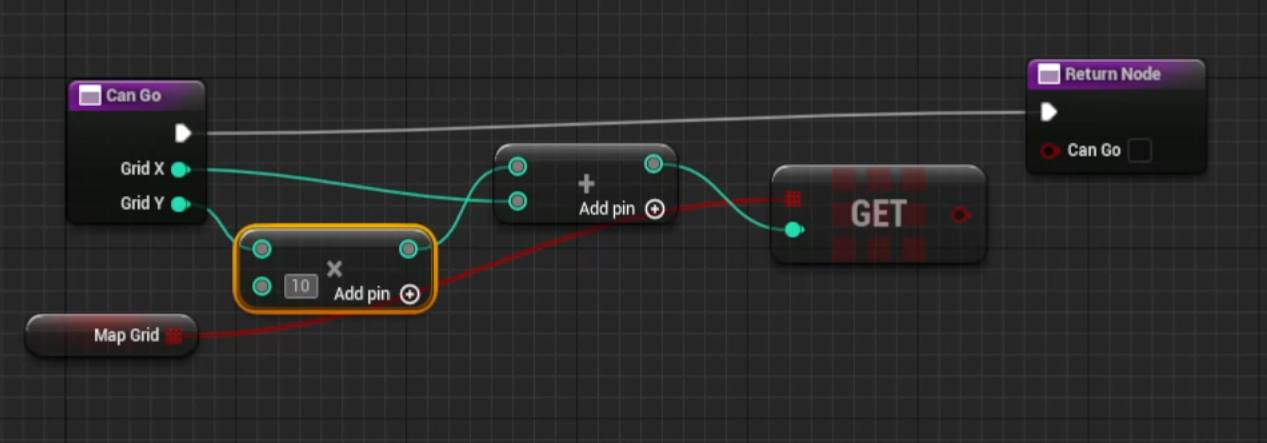 Can Go
Grid X
Grid Y
×
10
Add pin
Map Grid
+
Add pin
GET
Return Node
Can Go